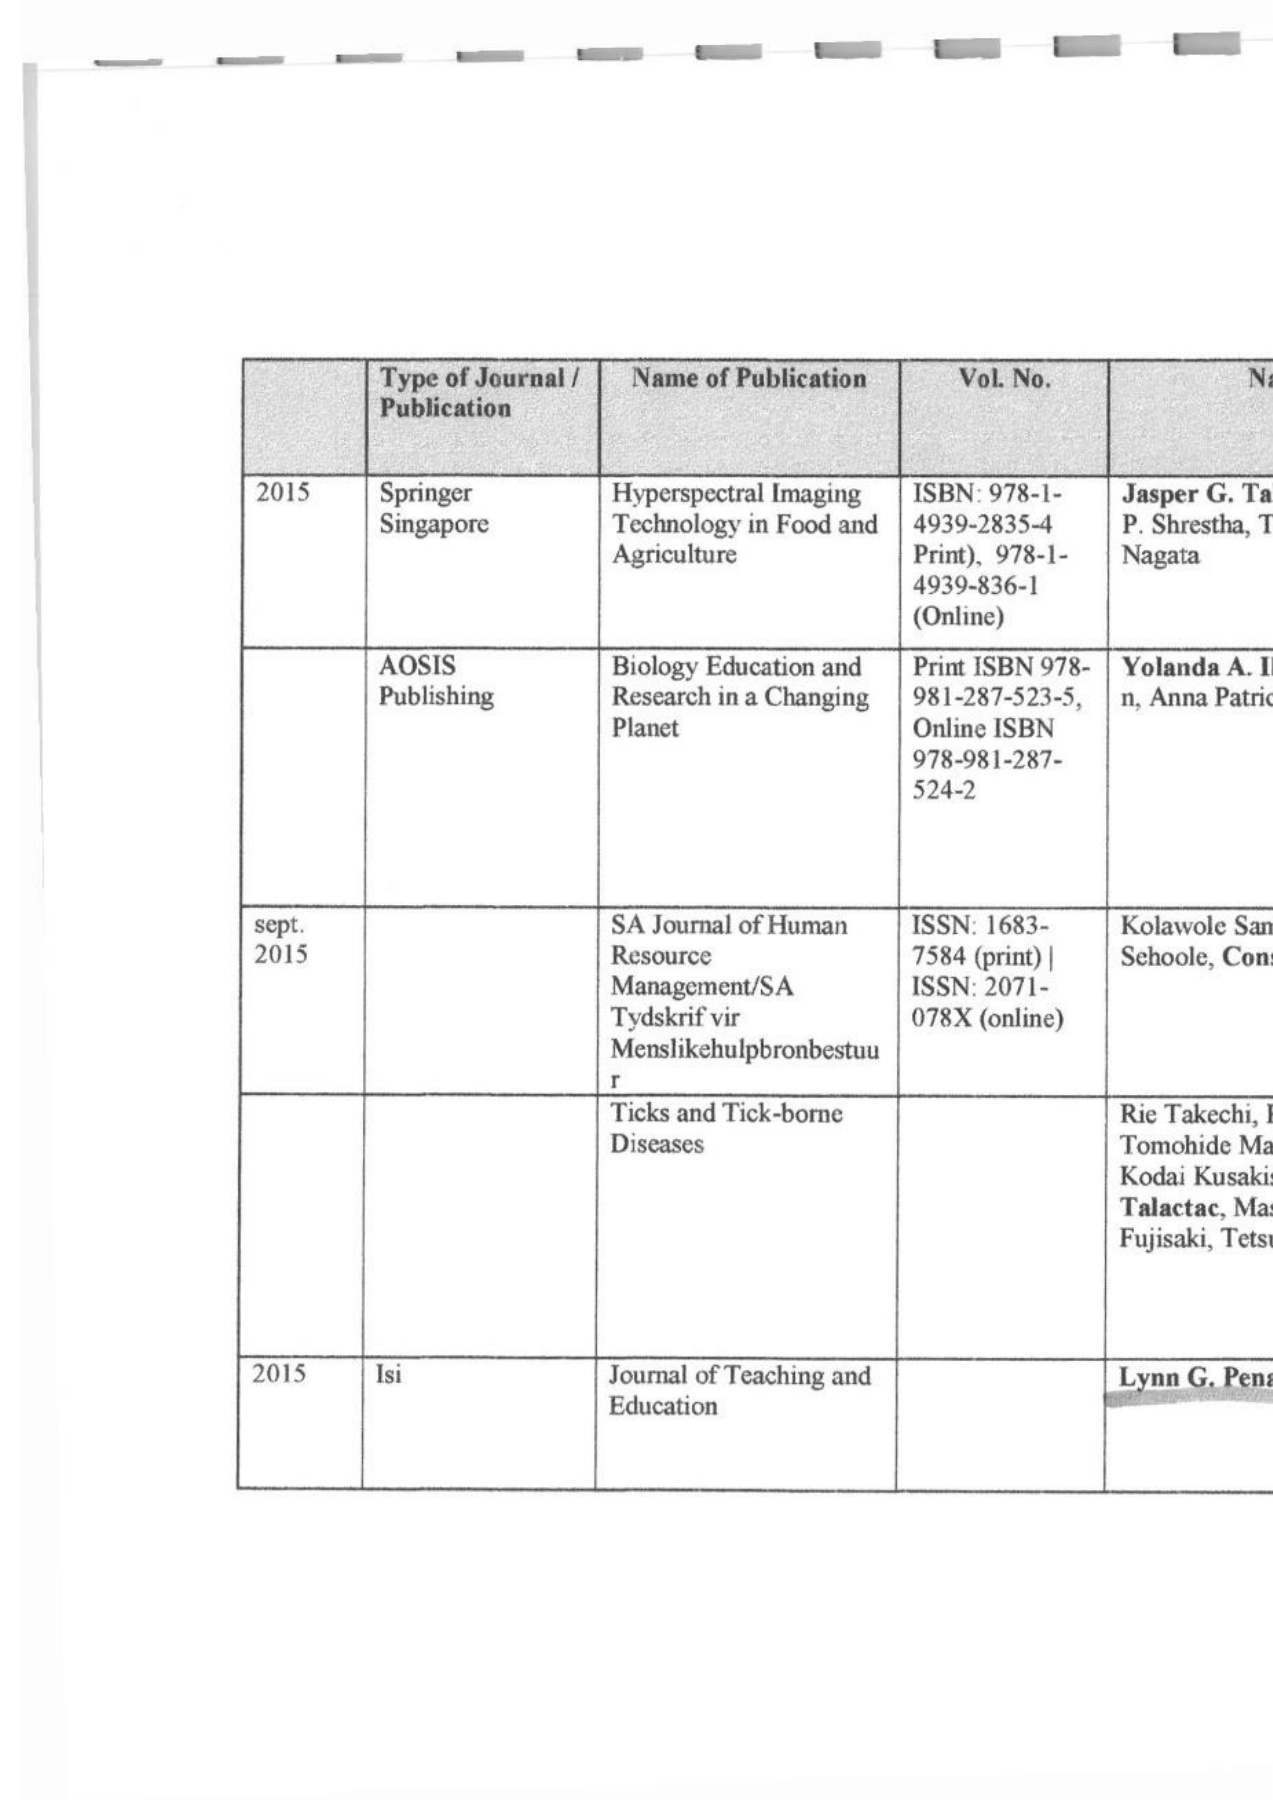 Type of Journal /
Publication
Name of Publication
Vol. No.
2015
Springer
Singapore
Hyperspectral Imaging
Technology in Food and
Agriculture
ISBN: 978-1-
4939-2835-4
Print), 978-1-
4939-836-1
(Online)
Jasper G. Ta
P. Shrestha, T
Nagata
AOSIS
Publishing
Biology Education and
Research in a Changing
Planet
Print ISBN 978-
981-287-523-5,
Online ISBN
978-981-287-
524-2
Yolanda A. I
n, Anna Patric
sept.
2015
SA Journal of Human
Resource
Management/SA
Tydskrif vir
Menslikehulpbronbestuu
r
ISSN: 1683-
7584 (print) |
ISSN: 2071-
078X (online)
Kolawole Sam
Sehoole, Cons
Ticks and Tick-borne
Diseases
Rie Takechi,
Tomohide Ma
Kodai Kusakis
Talactac, Mas
Fujisaki, Tetsu
2015
Isi
Journal of Teaching and
Education
Lynn G. Pena